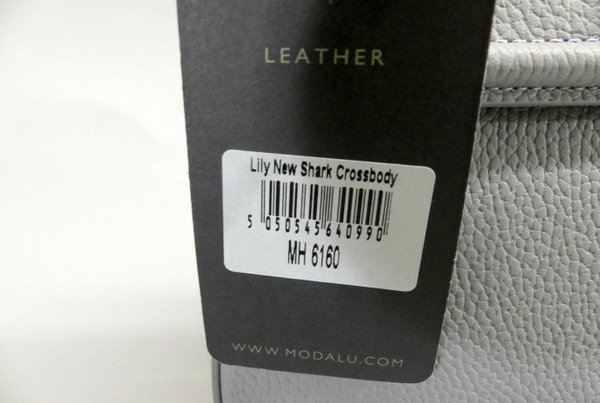 LEATHER
Lily New Shark Crossbody
5 050545 640990
MH 6160
WWW.MODALU.COM